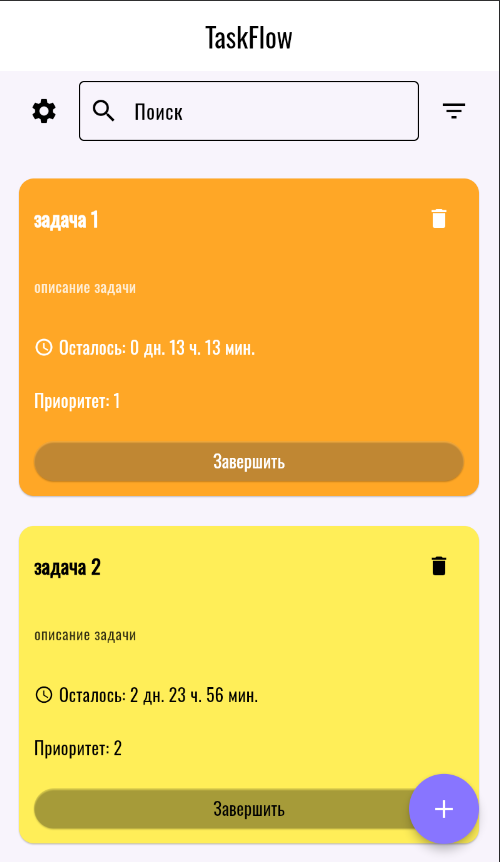 TaskFlow
Поиск
задача 1
описание задачи
Осталось: 0 дн. 13 ч. 13 мин.
Приоритет: 1
Завершить
задача 2
описание задачи
Осталось: 2 дн. 23 ч. 56 мин.
Приоритет: 2
Завершить